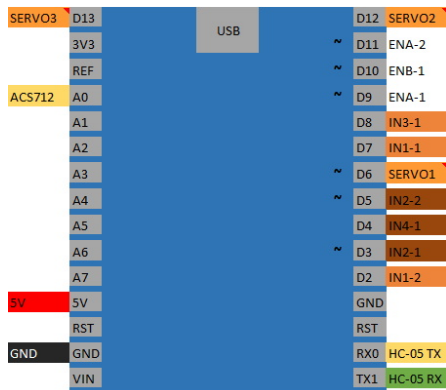 SERVO3 D13 USB D12 SERVO2
3V3 ~ D11 ENA-2
REF ~ D10 ENB-1
ACS712 A0 ~ D9 ENA-1
A1 D8 IN3-1
A2 D7 IN1-1
A3 ~ D6 SERVO1
A4 ~ D5 IN2-2
A5 D4 IN4-1
A6 ~ D3 IN2-1
A7 D2 IN1-2
5V 5V GND
RST RST
GND GND RX0 HC-05 TX
VIN TX1 HC-05 RX